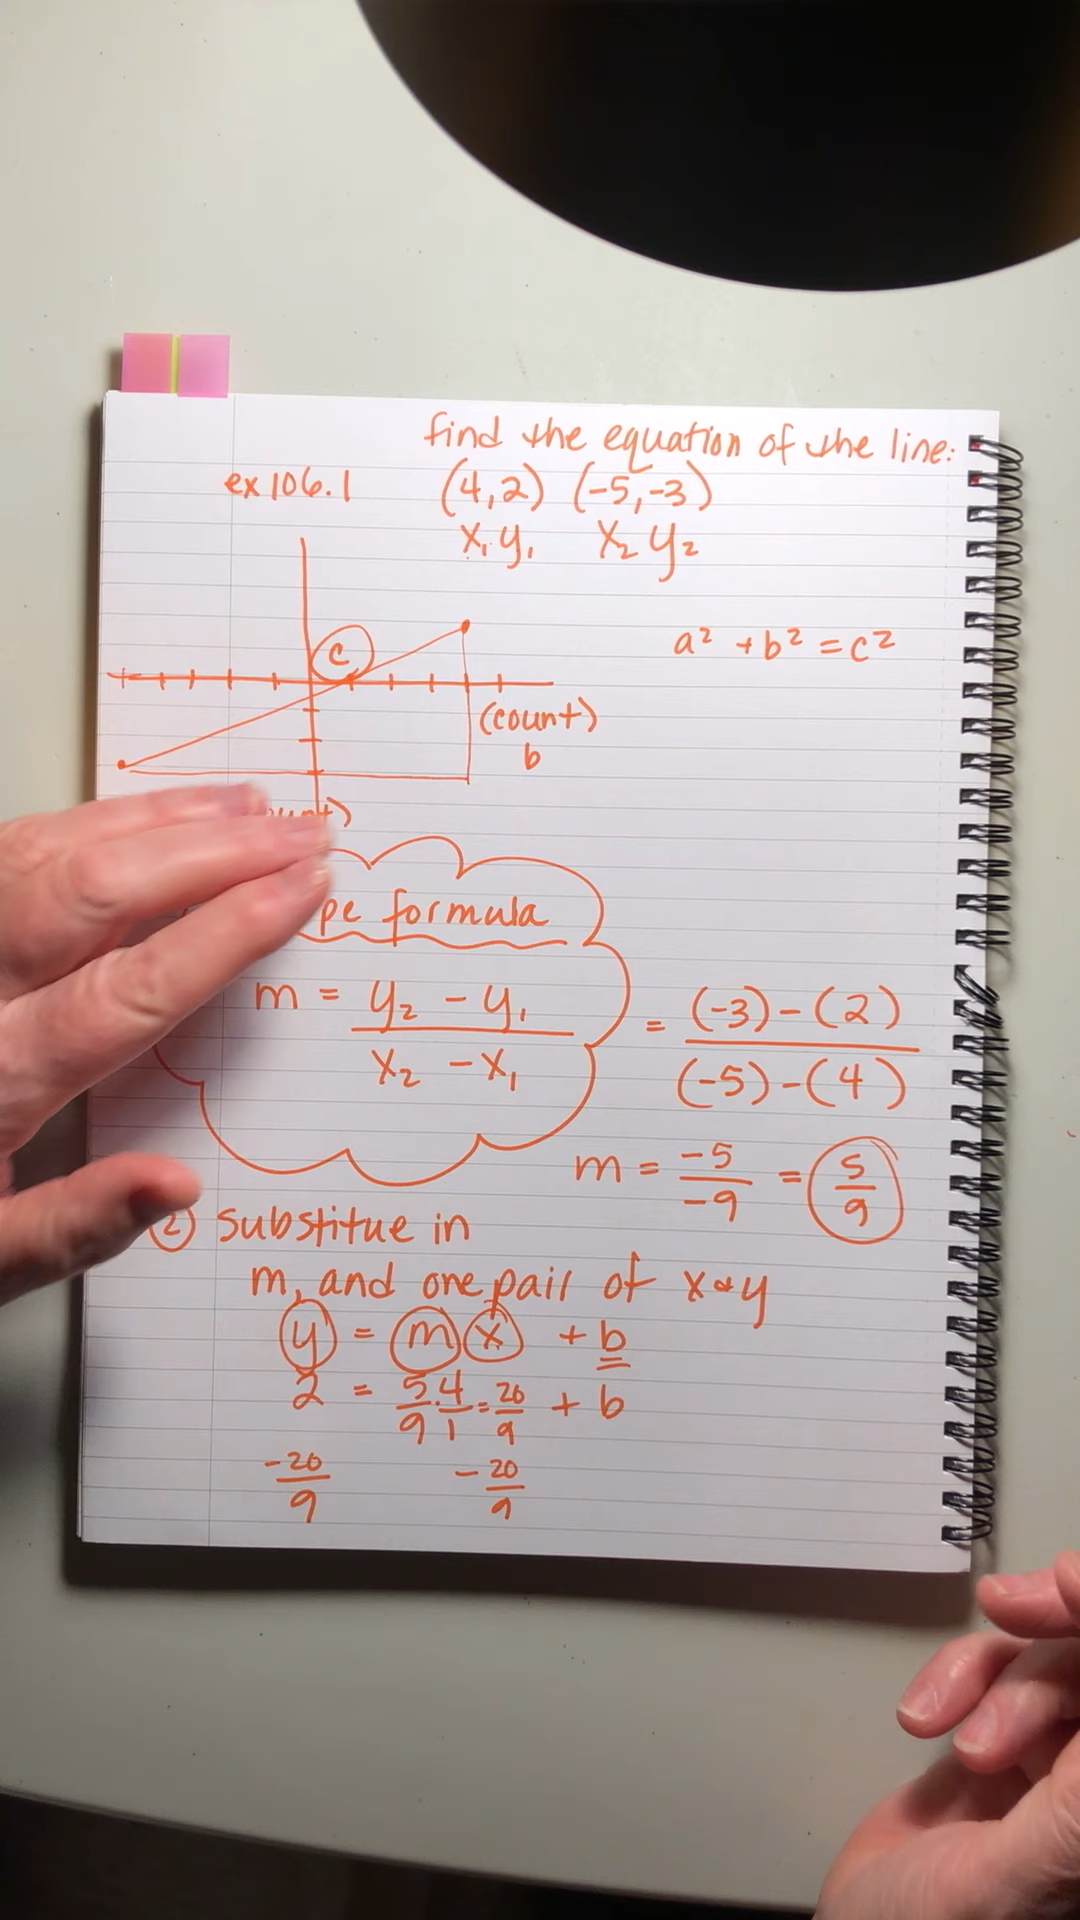 find the equation of the line:
ex 106.1 (4,2) (-5,-3)
x₁ y₁ x₂ y₂
a² + b² = c²
c
(count)
b
formula
m = y₂ - y₁ / x₂ - x₁ = (-3) - (2) / (-5) - (4)
m = -5/-9 = 5/9
2) substitue in
m, and one pair of x & y
y = m x + b
2 = 5/9 · 4/1 = 20/9 + b
-20/9 -20/9